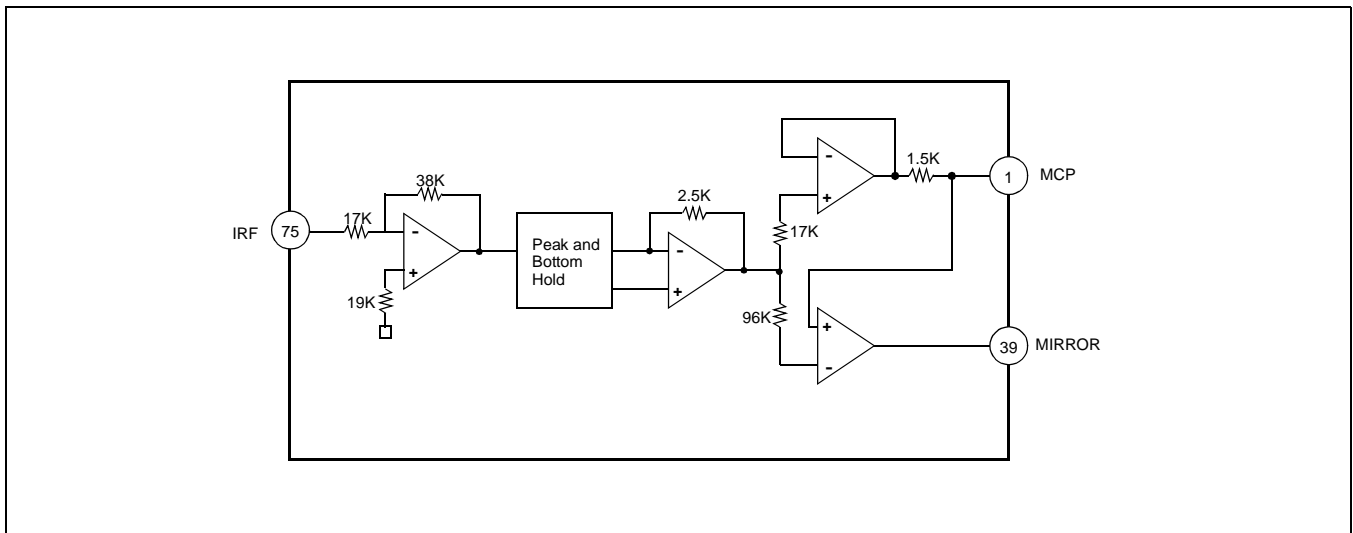 IRF
75
17K
38K
-
+
19K
Peak and
Bottom
Hold
2.5K
-
+
17K
96K
-
+
1.5K
1
MCP
+
-
39
MIRROR